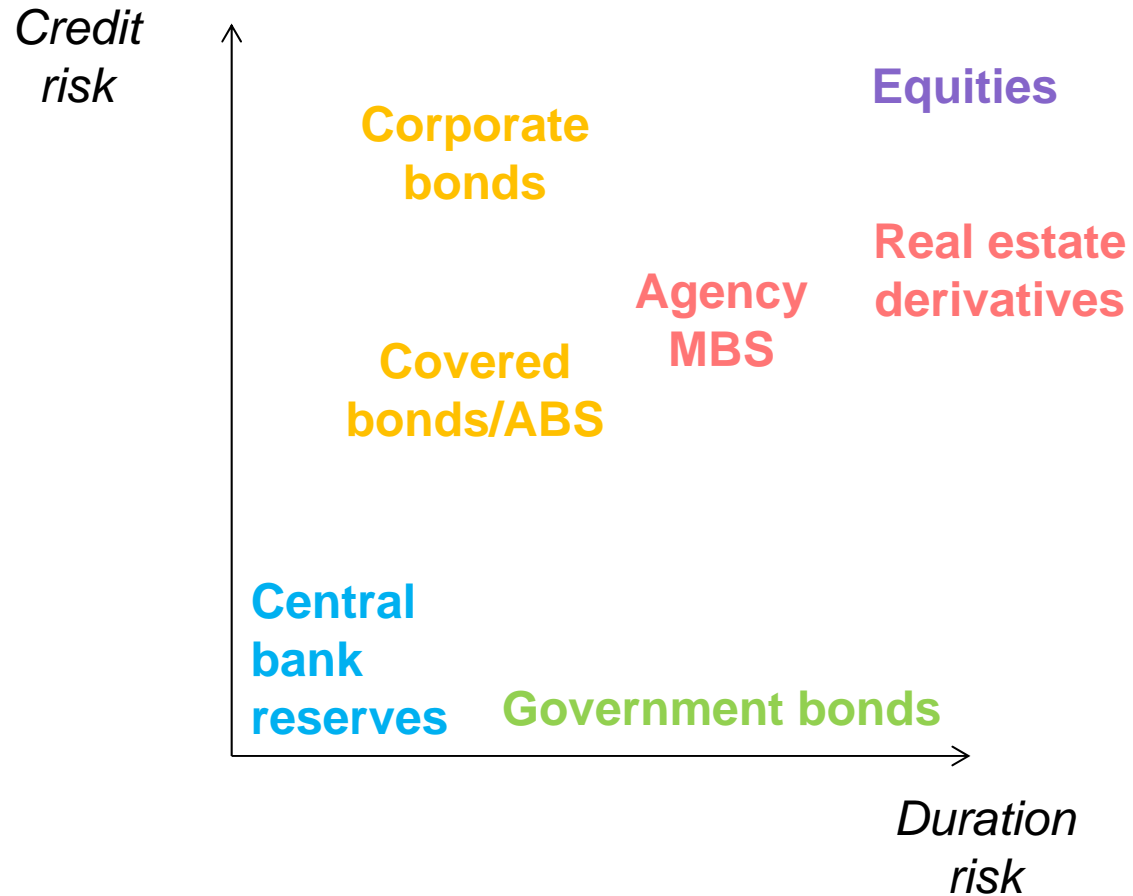 Credit
risk
Equities
Corporate
bonds
Real estate
derivatives
Agency
MBS
Covered
bonds/ABS
Central
bank
reserves
Government bonds
Duration
risk